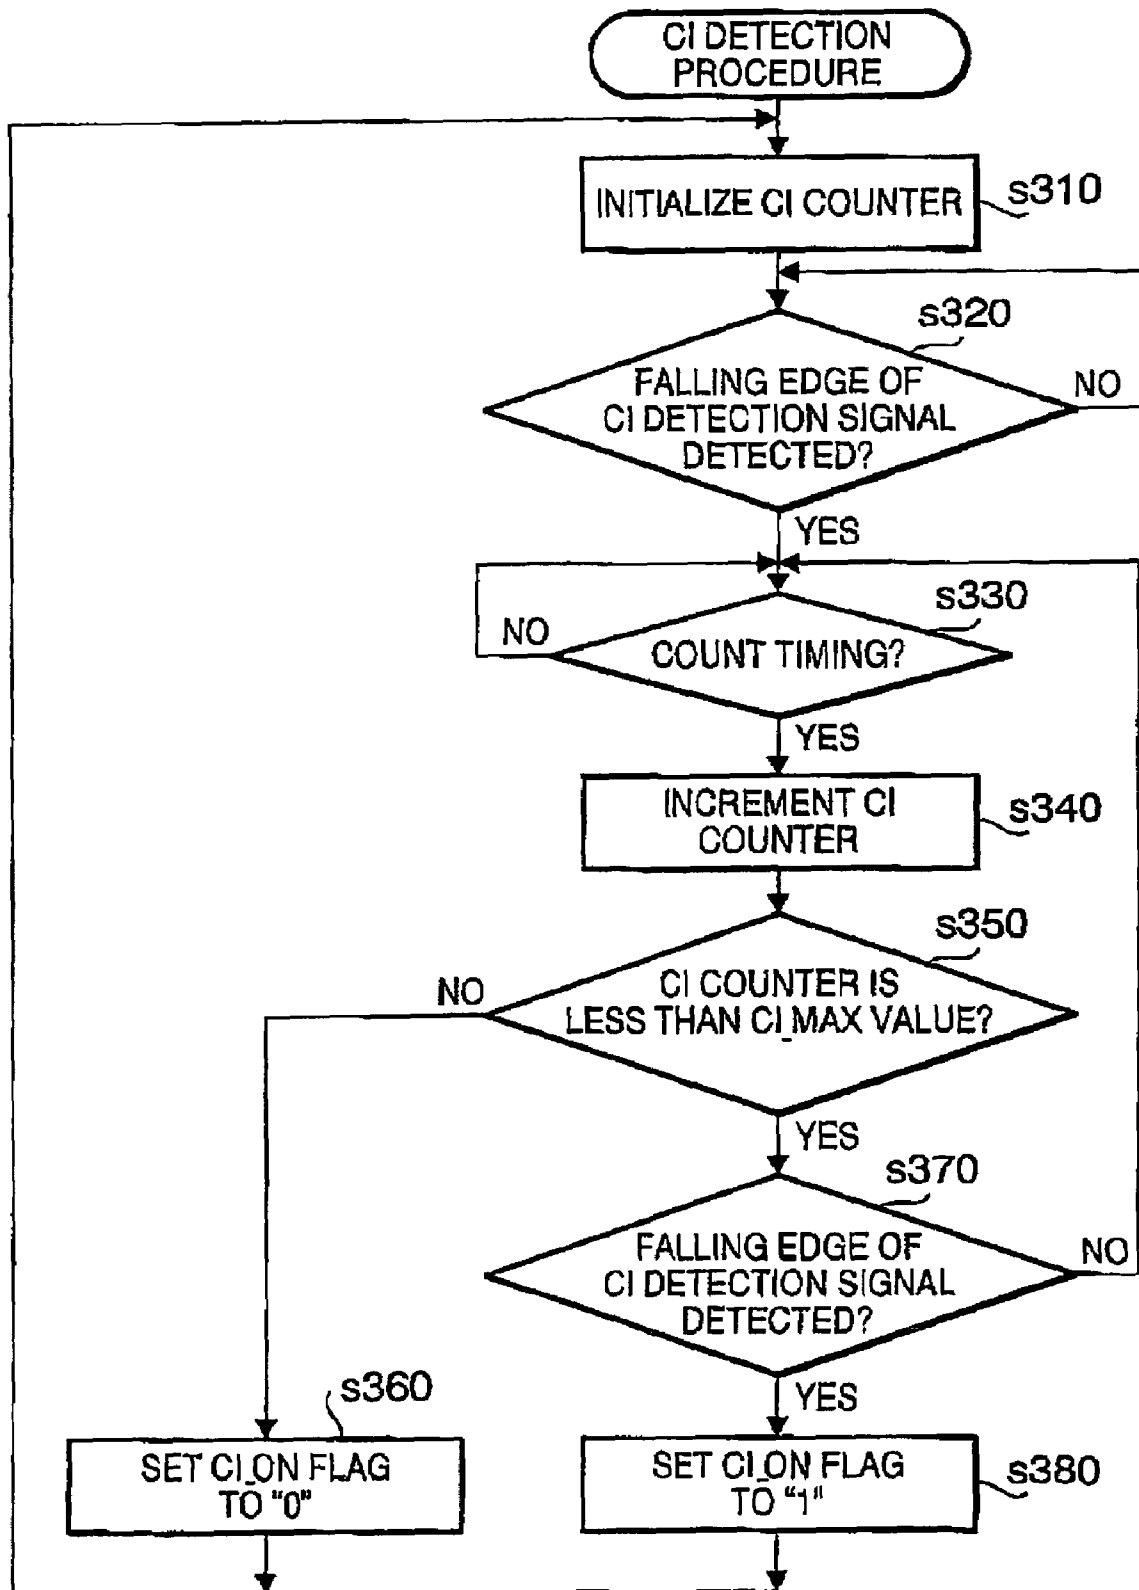 CI DETECTION
PROCEDURE
INITIALIZE CI COUNTER
s310
s320
FALLING EDGE OF
CI DETECTION SIGNAL
DETECTED?
NO
YES
s330
NO
COUNT TIMING?
YES
INCREMENT CI
COUNTER
s340
s350
NO
CI COUNTER IS
LESS THAN CI_MAX VALUE?
YES
s370
FALLING EDGE OF
CI DETECTION SIGNAL
DETECTED?
NO
YES
s360
SET CI_ON FLAG
TO "0"
SET CI_ON FLAG
TO "1"
s380